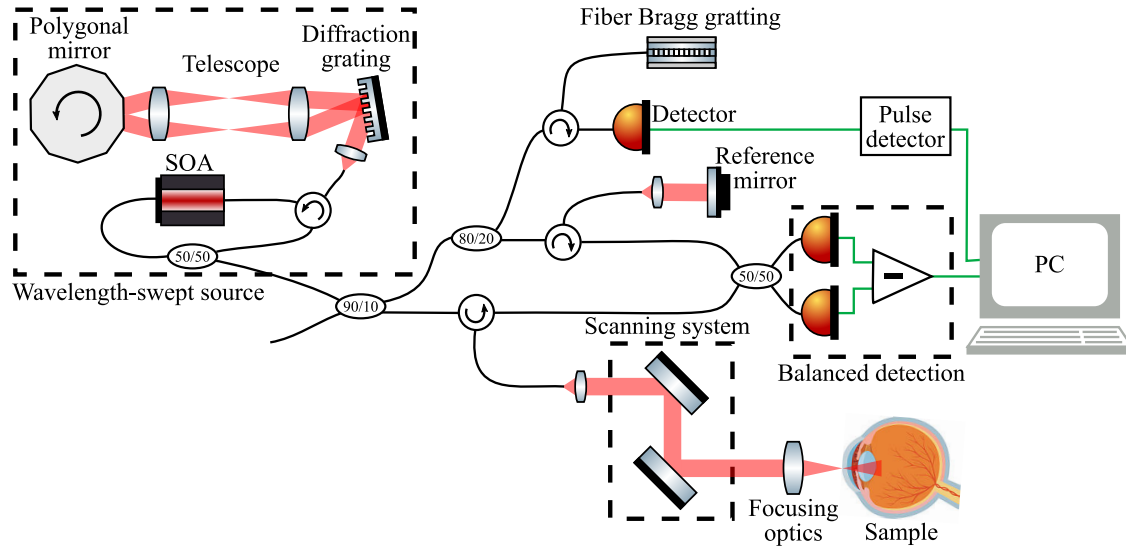 Polygonal
mirror
Telescope
Diffraction
grating
SOA
50/50
Wavelength-swept source
Fiber Bragg gratting
Detector
Pulse
detector
Reference
mirror
80/20
90/10
50/50
PC
Balanced detection
Scanning system
Focusing
optics
Sample